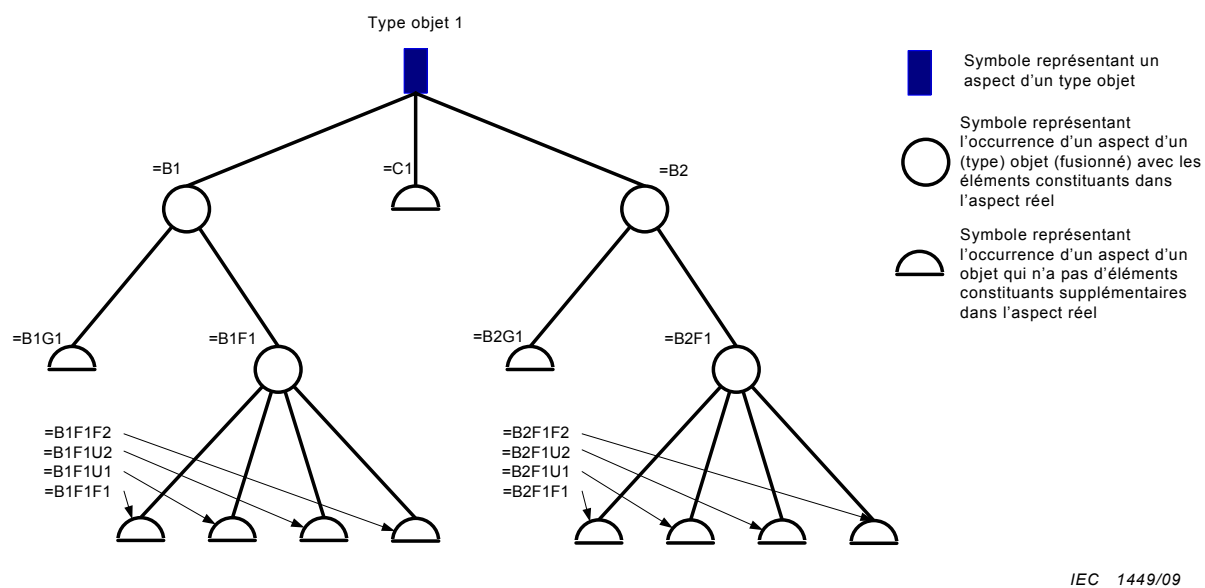 Type objet 1
=B1
=C1
=B2
=B1G1
=B1F1
=B2G1
=B2F1
=B1F1F2
=B1F1U2
=B1F1U1
=B1F1F1
=B2F1F2
=B2F1U2
=B2F1U1
=B2F1F1
Symbole représentant un
aspect d'un type objet
Symbole représentant
l'occurrence d'un aspect d'un
(type) objet (fusionné) avec les
éléments constituants dans
l'aspect réel
Symbole représentant
l'occurrence d'un aspect d'un
objet qui n'a pas d'éléments
constituants supplémentaires
dans l'aspect réel
IEC 1449/09